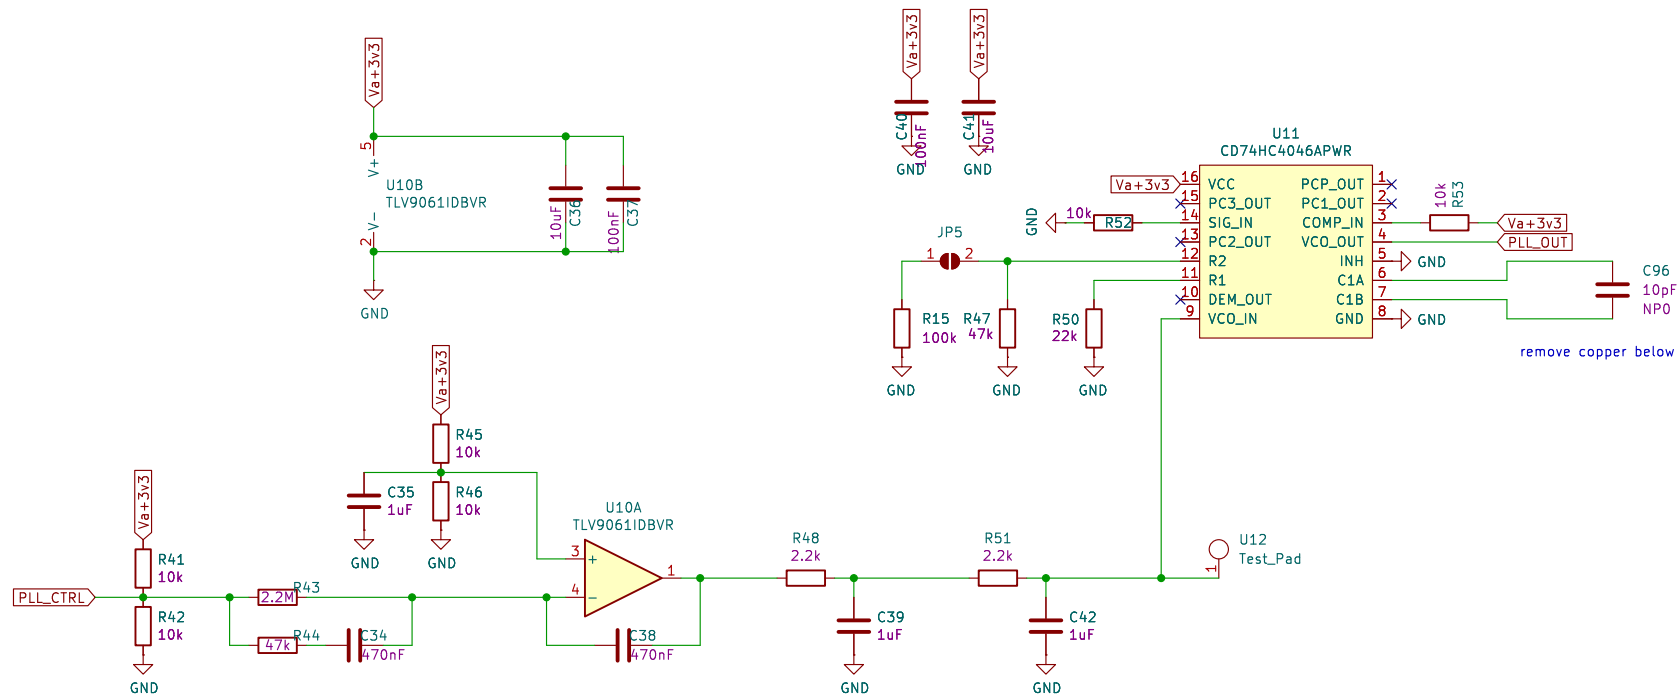 Va+3v3
Va+3v3
Va+3v3
C40
100nF
GND
C41
10uF
GND
5
V+
U10B
TLV9061IDBVR
V-
2
10uF
C36
100nF
C37
GND
U11
CD74HC4046APWR
Va+3v3
16 VCC
15 PC3_OUT
14 SIG_IN
13 PC2_OUT
12 R2
11 R1
10 DEM_OUT
9 VCO_IN
PCP_OUT 1
PC1_OUT 2
COMP_IN 3
VCO_OUT 4
INH 5
C1A 6
C1B 7
GND 8
GND
10k
R52
10k
R53
Va+3v3
PLL_OUT
GND
GND
C96
10pF
NP0
remove copper below
JP5
1 2
R15
100k
GND
R47
47k
GND
R50
22k
GND
Va+3v3
R45
10k
R46
10k
GND
C35
1uF
GND
Va+3v3
R41
10k
PLL_CTRL
R42
10k
GND
R43
2.2M
R44
47k
C34
470nF
U10A
TLV9061IDBVR
3 +
4 −
1
C38
470nF
R48
2.2k
C39
1uF
GND
R51
2.2k
C42
1uF
GND
U12
Test_Pad
1